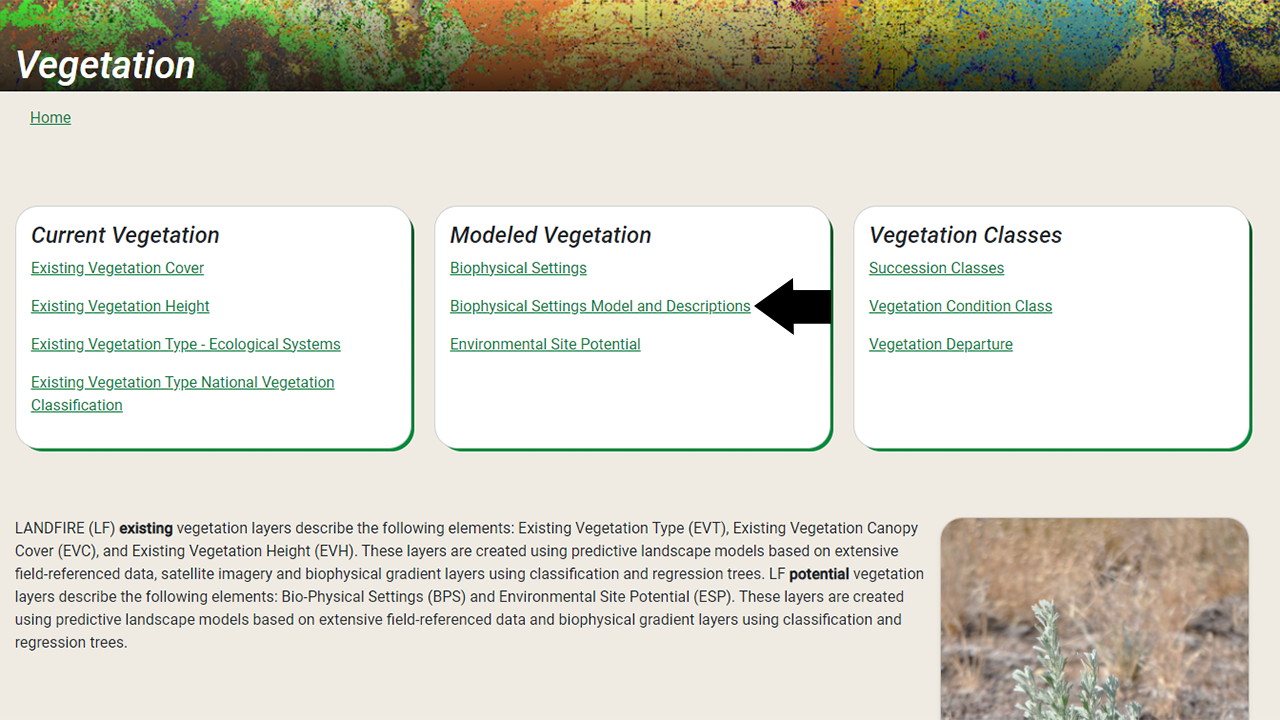 Vegetation
Home
Current Vegetation
Existing Vegetation Cover
Existing Vegetation Height
Existing Vegetation Type - Ecological Systems
Existing Vegetation Type National Vegetation
Classification
Modeled Vegetation
Biophysical Settings
Biophysical Settings Model and Descriptions
Environmental Site Potential
Vegetation Classes
Succession Classes
Vegetation Condition Class
Vegetation Departure
LANDFIRE (LF) existing vegetation layers describe the following elements: Existing Vegetation Type (EVT), Existing Vegetation Canopy
Cover (EVC), and Existing Vegetation Height (EVH). These layers are created using predictive landscape models based on extensive
field-referenced data, satellite imagery and biophysical gradient layers using classification and regression trees. LF potential vegetation
layers describe the following elements: Bio-Physical Settings (BPS) and Environmental Site Potential (ESP). These layers are created
using predictive landscape models based on extensive field-referenced data and biophysical gradient layers using classification and
regression trees.